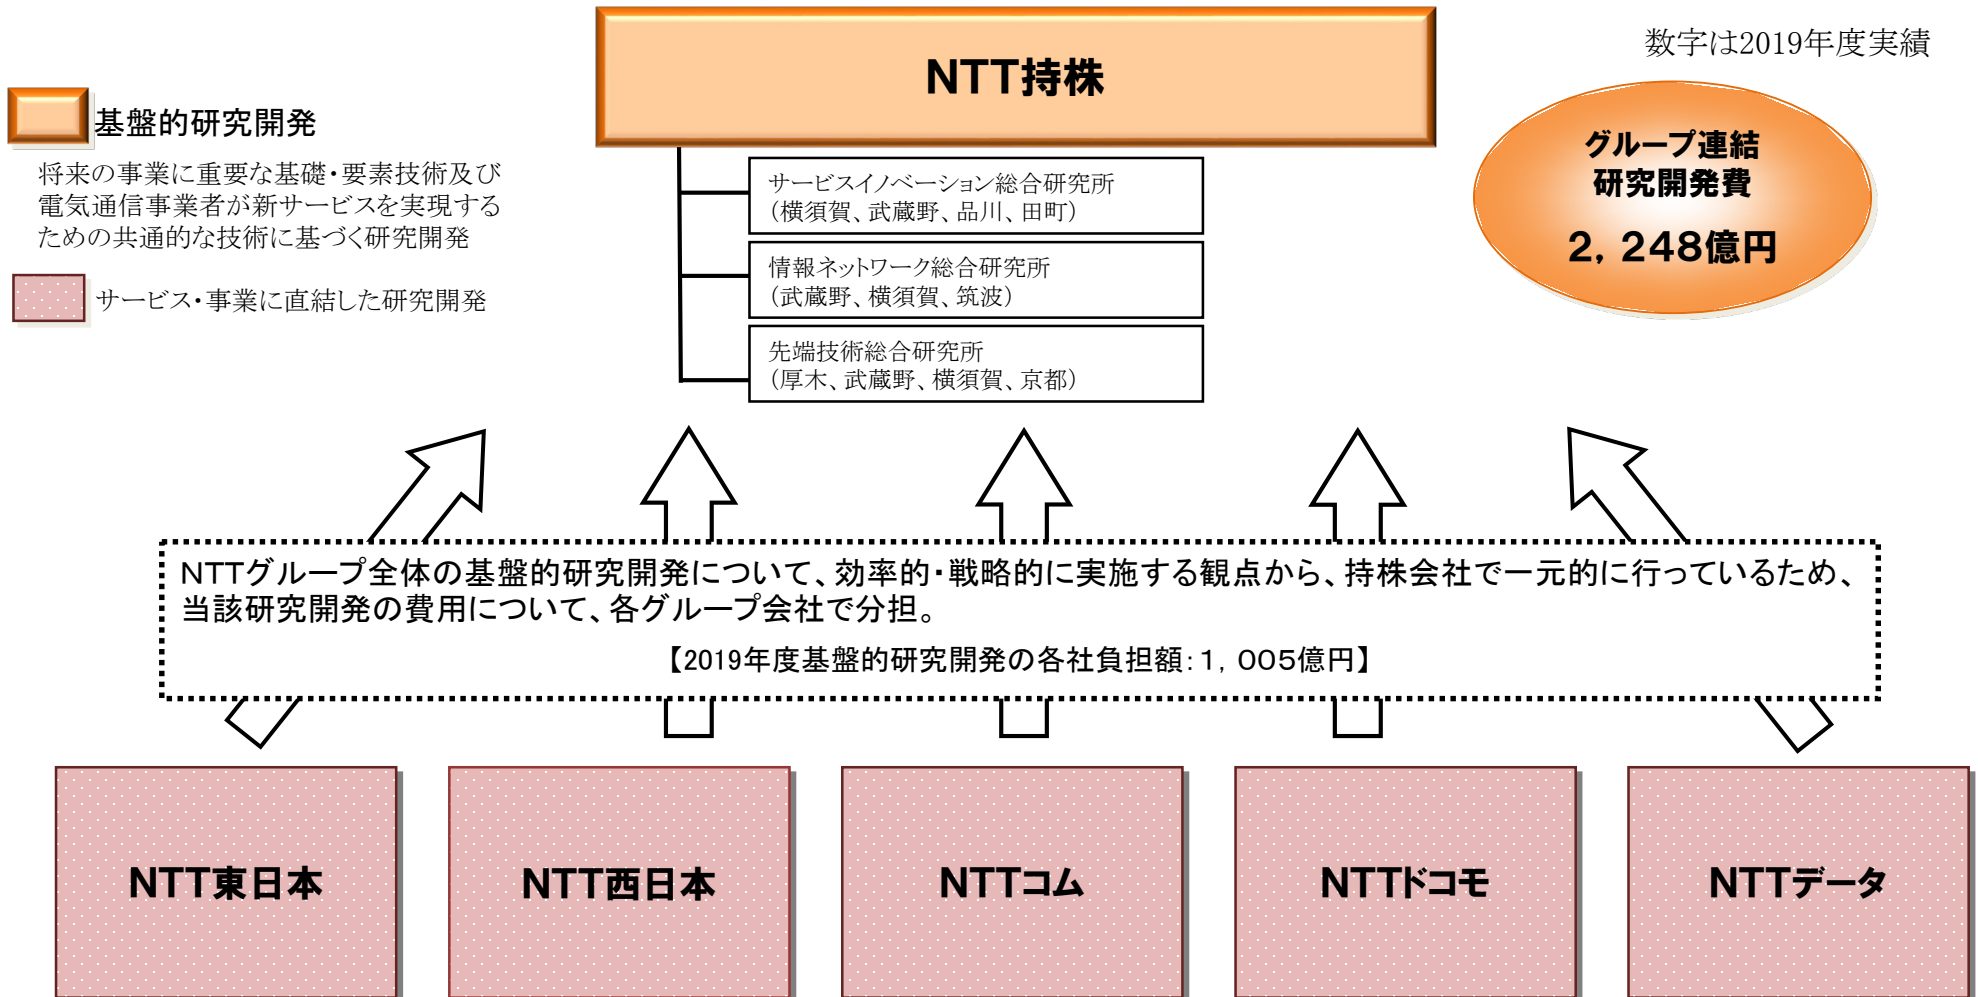 数字は2019年度実績
NTT持株
基盤的研究開発
将来の事業に重要な基礎・要素技術及び
電気通信事業者が新サービスを実現する
ための共通的な技術に基づく研究開発
サービス・事業に直結した研究開発
サービスイノベーション総合研究所
（横須賀、武蔵野、品川、田町）
情報ネットワーク総合研究所
（武蔵野、横須賀、筑波）
先端技術総合研究所
（厚木、武蔵野、横須賀、京都）
グループ連結
研究開発費
２，２４８億円
NTTグループ全体の基盤的研究開発について、効率的・戦略的に実施する観点から、持株会社で一元的に行っているため、
当該研究開発の費用について、各グループ会社で分担。
【2019年度基盤的研究開発の各社負担額：１，００５億円】
NTT東日本
NTT西日本
NTTコム
NTTドコモ
NTTデータ